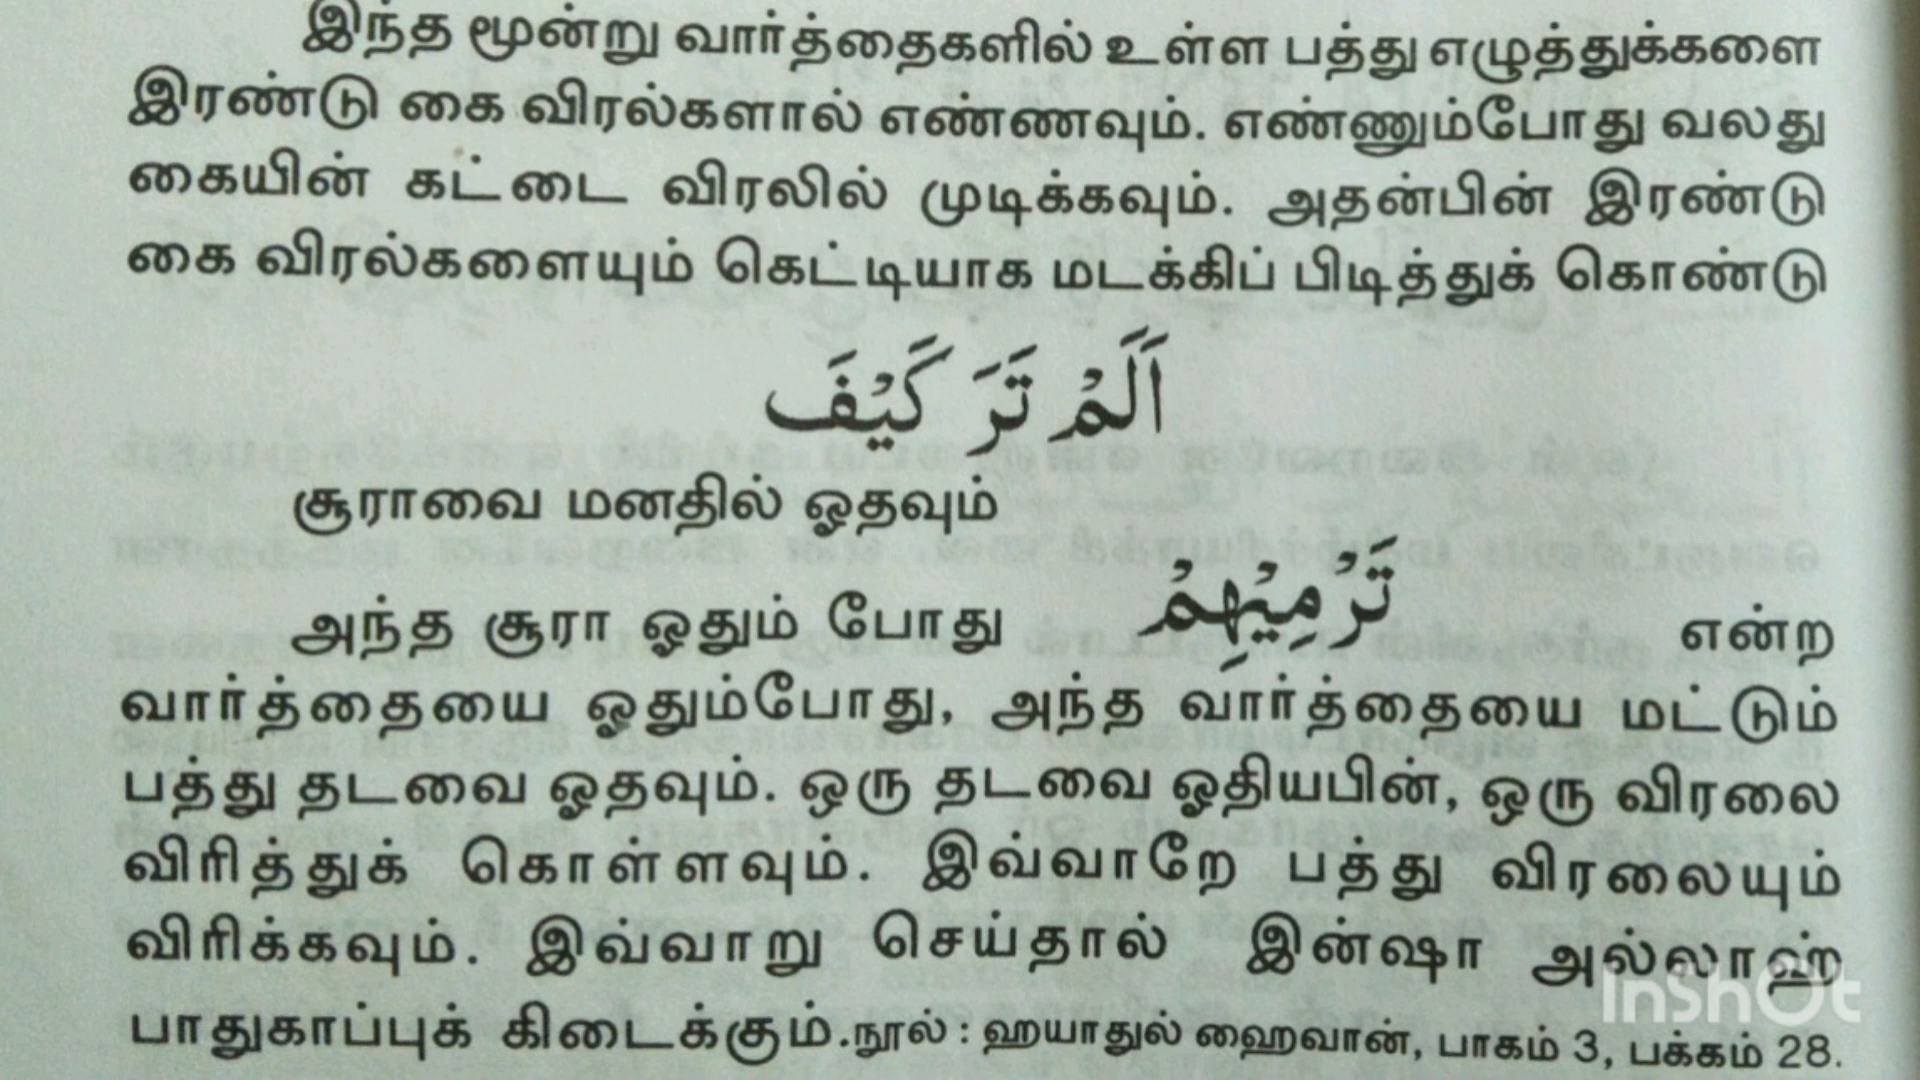 இந்த மூன்று வார்த்தைகளில் உள்ள பத்து எழுத்துக்களை
இரண்டு கை விரல்களால் எண்ணவும். எண்ணும்போது வலது
கையின் கட்டை விரலில் முடிக்கவும். அதன்பின் இரண்டு
கை விரல்களையும் கெட்டியாக மடக்கிப் பிடித்துக் கொண்டு
اَلَمْ تَرَ كَيْفَ
சூராவை மனதில் ஓதவும்
அந்த சூரா ஓதும் போது تَرْمِيْهِمْ என்ற
வார்த்தையை ஓதும்போது, அந்த வார்த்தையை மட்டும்
பத்து தடவை ஓதவும். ஒரு தடவை ஓதியபின், ஒரு விரலை
விரித்துக் கொள்ளவும். இவ்வாறே பத்து விரலையும்
விரிக்கவும். இவ்வாறு செய்தால் இன்ஷா அல்லாஹ்
பாதுகாப்புக் கிடைக்கும்.நூல் : ஹயாதுல் ஹைவான், பாகம் 3, பக்கம் 28.
InShOt